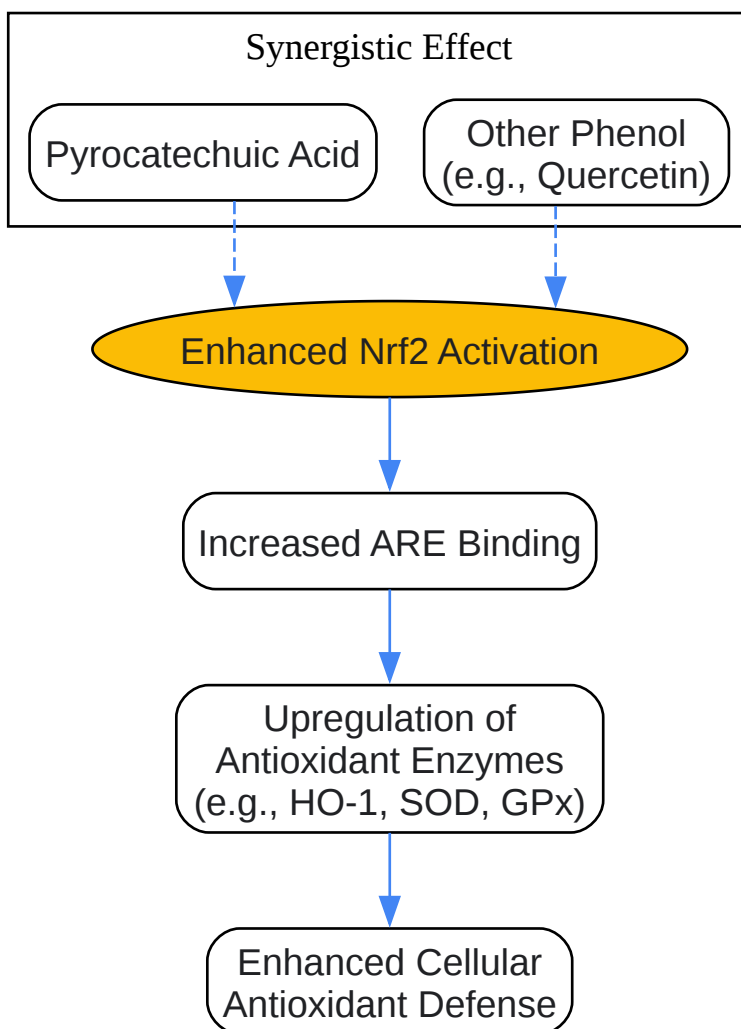 Synergistic Effect
Pyrocatechuic Acid
Other Phenol
(e.g., Quercetin)
Enhanced Nrf2 Activation
Increased ARE Binding
Upregulation of
Antioxidant Enzymes
(e.g., HO-1, SOD, GPx)
Enhanced Cellular
Antioxidant Defense